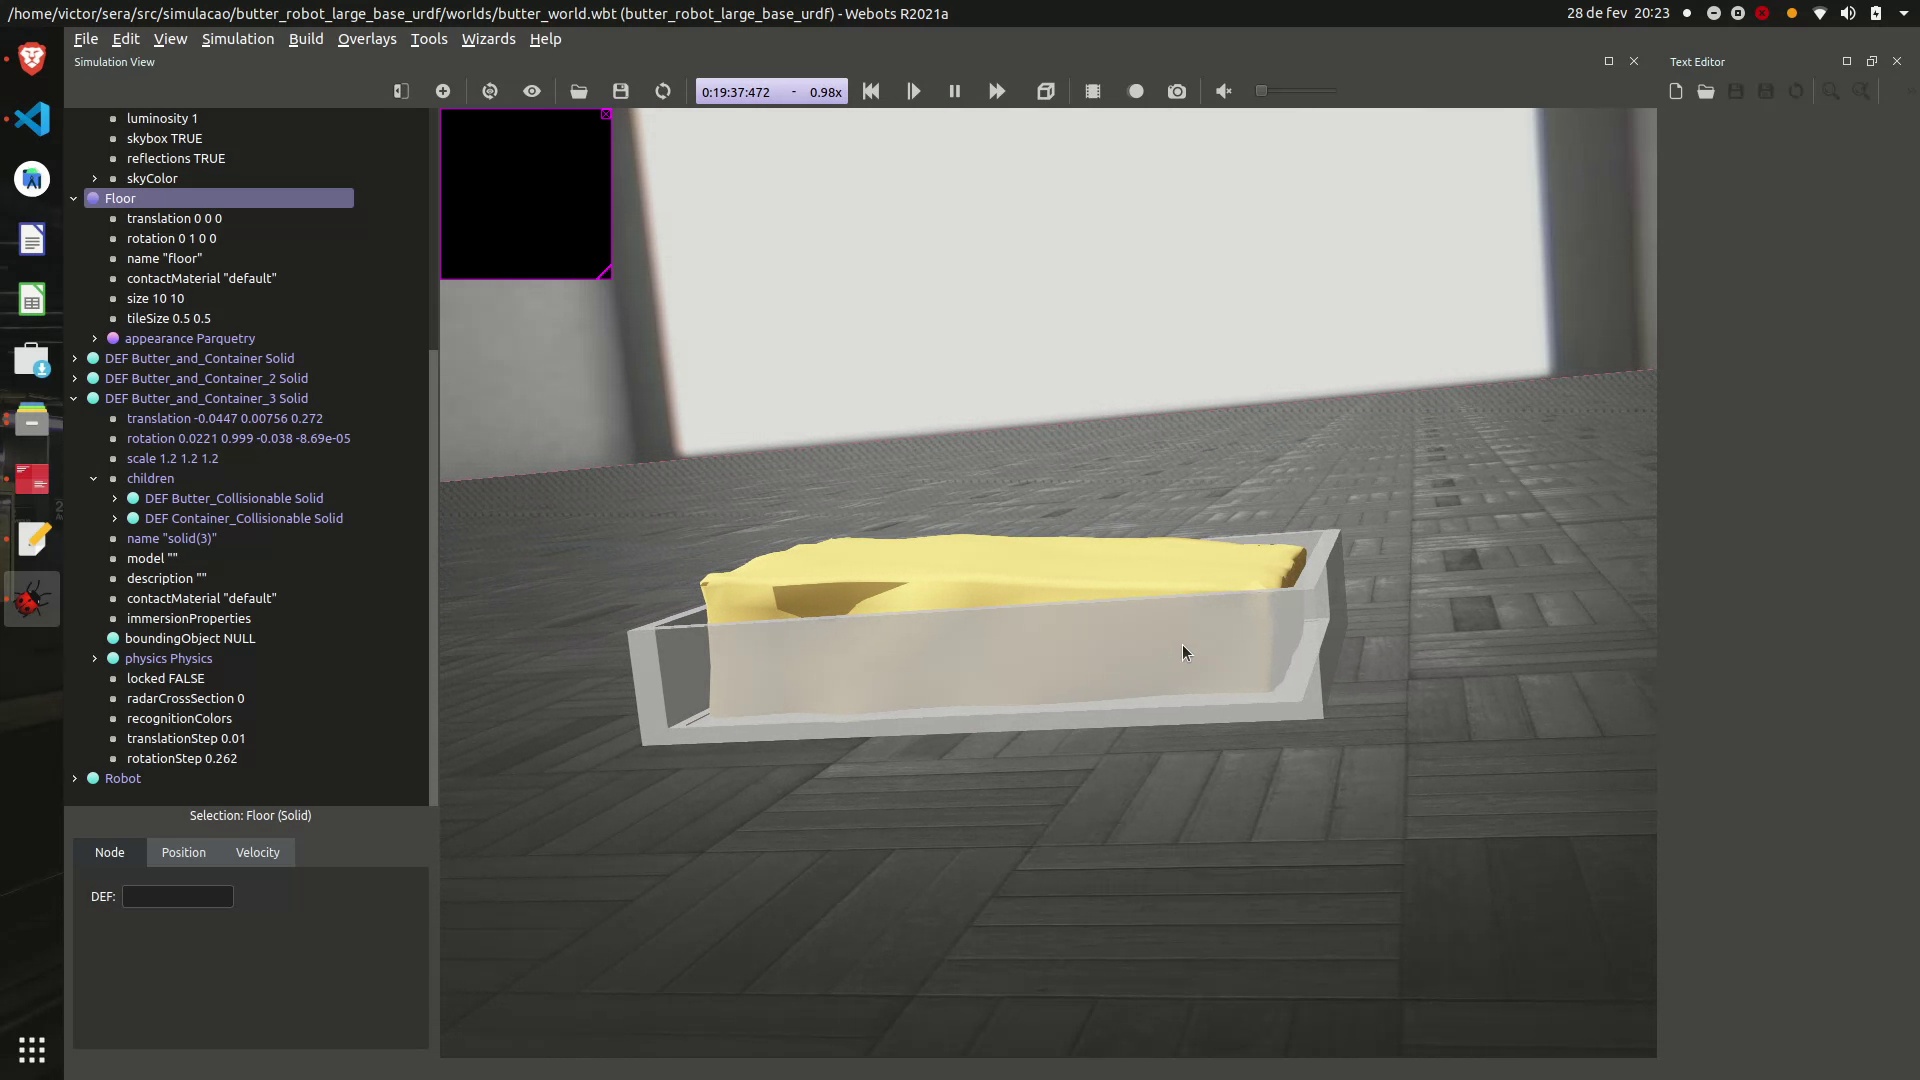 /home/victor/sera/src/simulacao/butter_robot_large_base_urdf/worlds/butter_world.wbt (butter_robot_large_base_urdf) - Webots R2021a
28 de fev 20:23
File Edit View Simulation Build Overlays Tools Wizards Help
Simulation View
Text Editor
0:19:37:472 - 0.98x
luminosity 1
skybox TRUE
reflections TRUE
skyColor
Floor
translation 0 0 0
rotation 0 1 0 0
name "floor"
contactMaterial "default"
size 10 10
tileSize 0.5 0.5
appearance Parquetry
DEF Butter_and_Container Solid
DEF Butter_and_Container_2 Solid
DEF Butter_and_Container_3 Solid
translation -0.0447 0.00756 0.272
rotation 0.0221 0.999 -0.038 -8.69e-05
scale 1.2 1.2 1.2
children
DEF Butter_Collisionable Solid
DEF Container_Collisionable Solid
name "solid(3)"
model ""
description ""
contactMaterial "default"
immersionProperties
boundingObject NULL
physics Physics
locked FALSE
radarCrossSection 0
recognitionColors
translationStep 0.01
rotationStep 0.262
Robot
Selection: Floor (Solid)
Node Position Velocity
DEF: